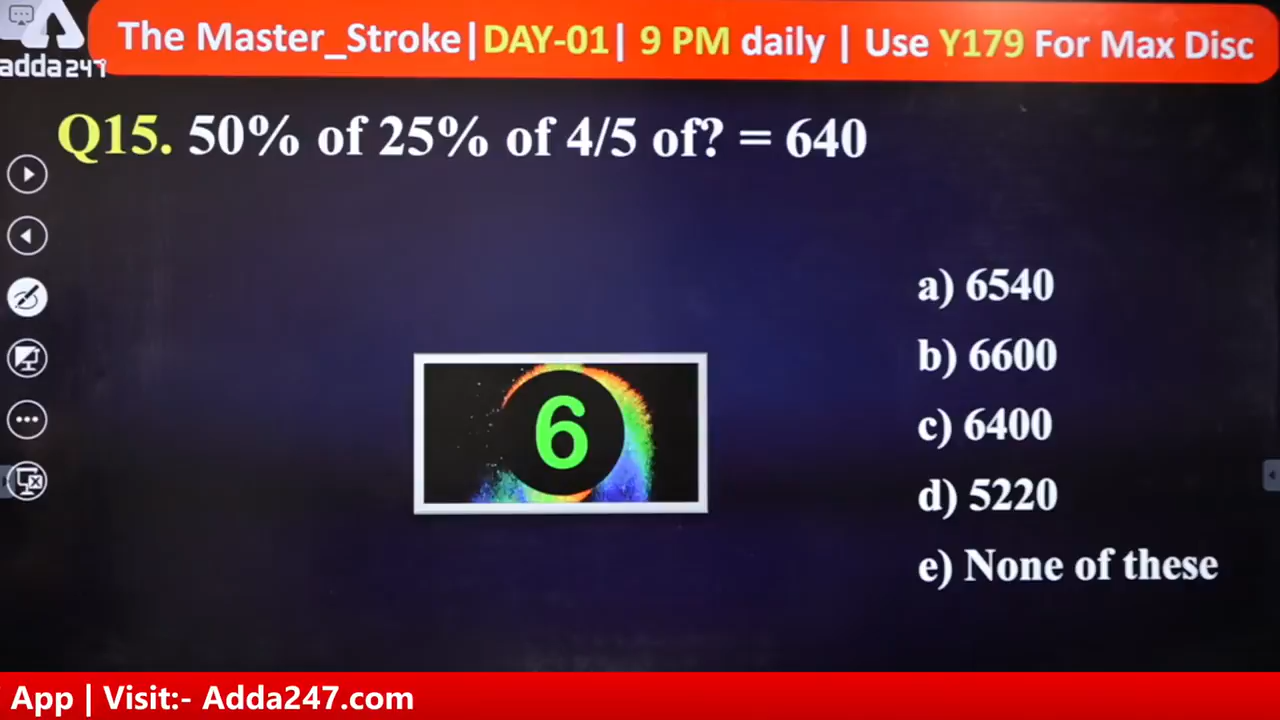 The Master_Stroke|DAY-01| 9 PM daily | Use Y179 For Max Disc
adda247
Q15. 50% of 25% of 4/5 of? = 640
a) 6540
b) 6600
c) 6400
d) 5220
e) None of these
6
App | Visit:- Adda247.com